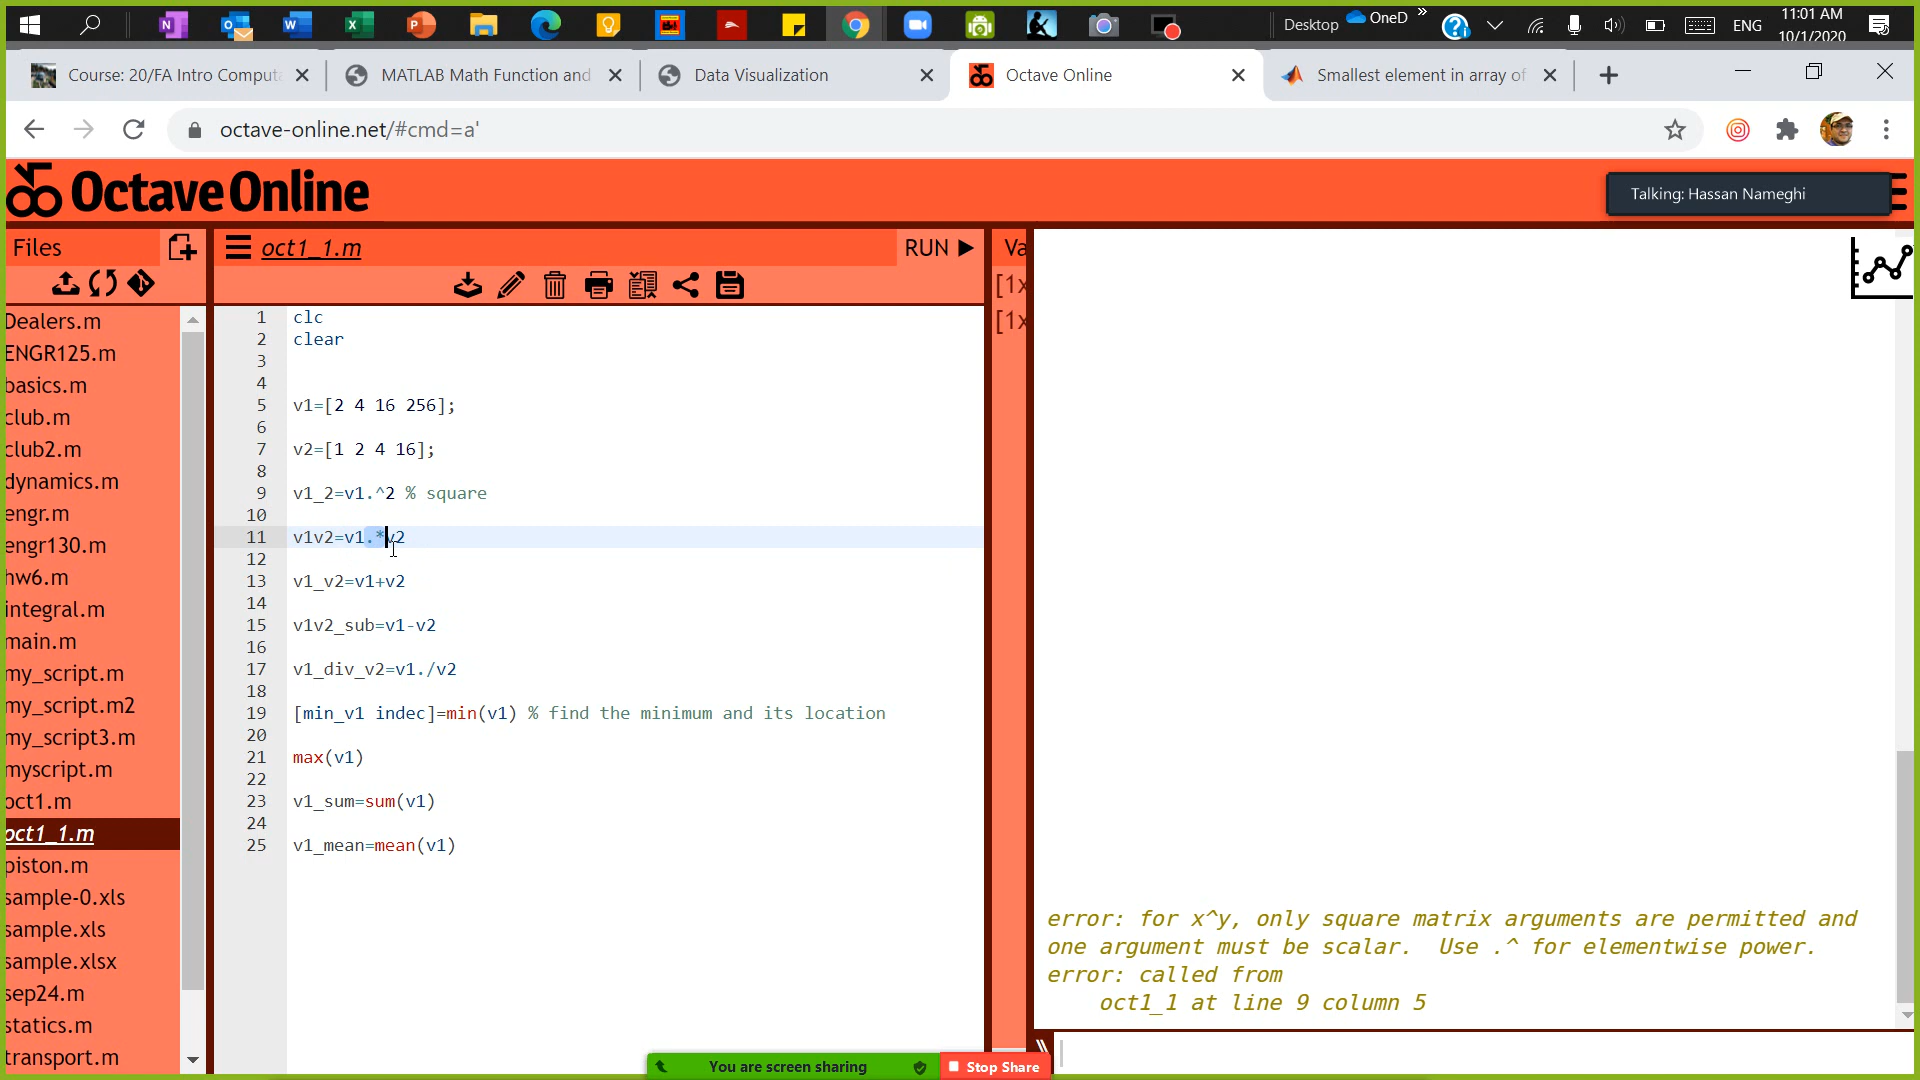 Desktop
OneD
»
ENG
11:01 AM
10/1/2020
Course: 20/FA Intro Computa
MATLAB Math Function and
Data Visualization
Octave Online
Smallest element in array of
octave-online.net/#cmd=a'
Octave Online
Talking: Hassan Nameghi
Files
oct1_1.m
RUN
Va
[1x
[1x
Dealers.m
ENGR125.m
basics.m
club.m
club2.m
dynamics.m
engr.m
engr130.m
hw6.m
integral.m
main.m
my_script.m
my_script.m2
my_script3.m
myscript.m
oct1.m
oct1_1.m
piston.m
sample-0.xls
sample.xls
sample.xlsx
sep24.m
statics.m
transport.m
1 clc
2 clear
3
4
5 v1=[2 4 16 256];
6
7 v2=[1 2 4 16];
8
9 v1_2=v1.^2 % square
10
11 v1v2=v1.*v2
12
13 v1_v2=v1+v2
14
15 v1v2_sub=v1-v2
16
17 v1_div_v2=v1./v2
18
19 [min_v1 indec]=min(v1) % find the minimum and its location
20
21 max(v1)
22
23 v1_sum=sum(v1)
24
25 v1_mean=mean(v1)
error: for x^y, only square matrix arguments are permitted and
one argument must be scalar.  Use .^ for elementwise power.
error: called from
oct1_1 at line 9 column 5
You are screen sharing
Stop Share